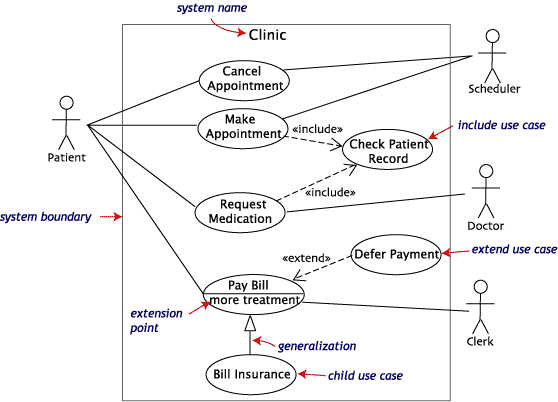 system name
Clinic
Cancel
Appointment
Scheduler
Make
Appointment
«include»
include use case
Check Patient
Record
Patient
«include»
Request
Medication
system boundary
Doctor
«extend»
Defer Payment
extend use case
Pay Bill
more treatment
extension
point
Clerk
generalization
Bill Insurance
child use case